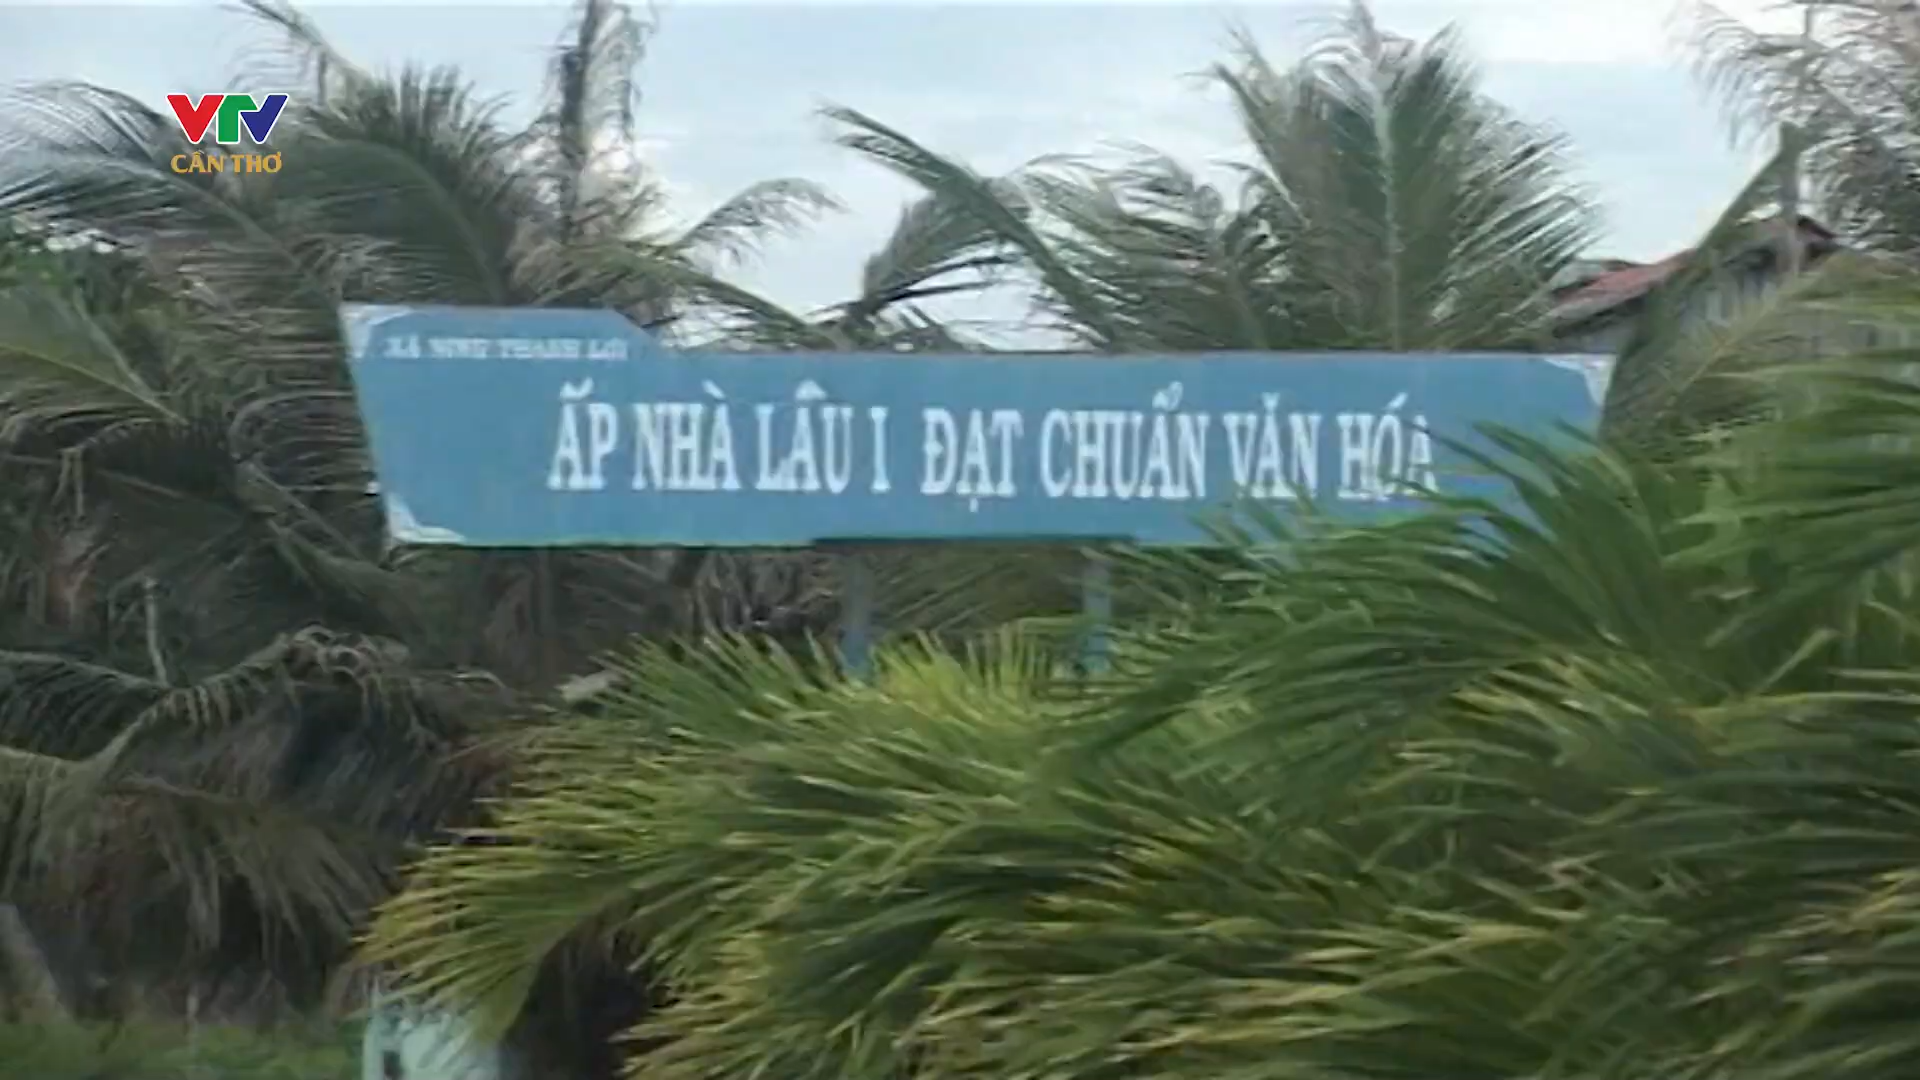 VTV
CẦN THƠ
XÃ NINH THẠNH LỢI
ẤP NHÀ LẦU I ĐẠT CHUẨN VĂN HÓA